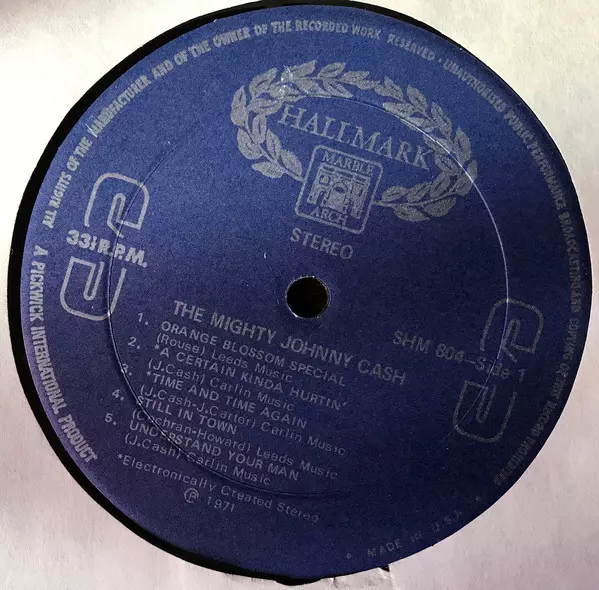 ALL RIGHTS OF THE MANUFACTURER AND OF THE OWNER OF THE RECORDED WORK RESERVED · UNAUTHORISED PUBLIC PERFORMANCE BROADCASTING AND COPYING OF THIS RECORD PROHIBITED
HALLMARK
MARBLE
ARCH
STEREO
33⅓ R.P.M.
THE MIGHTY JOHNNY CASH
SHM 804 - Side 1
1. ORANGE BLOSSOM SPECIAL
(Rouse) Leeds Music
2. *A CERTAIN KINDA HURTIN'
(J.Cash) Carlin Music
3. *TIME AND TIME AGAIN
(J.Cash-J.Carter) Carlin Music
4. STILL IN TOWN
(Cochran-Howard) Leeds Music
5. UNDERSTAND YOUR MAN
(J.Cash) Carlin Music
*Electronically Created Stereo
℗ 1971
A PICKWICK INTERNATIONAL PRODUCT
* MADE IN U.S.A. *